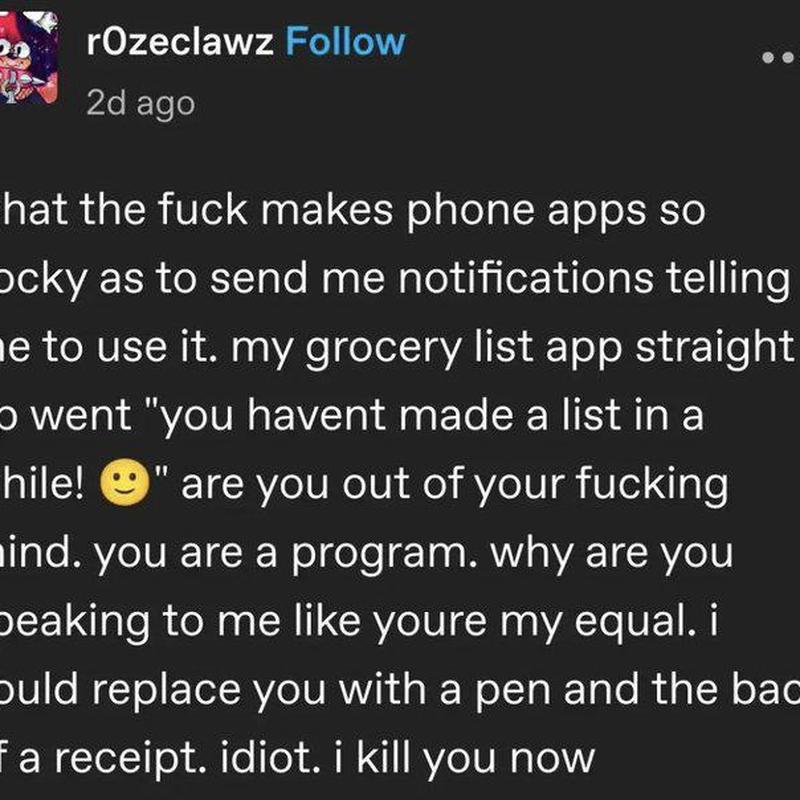 r0zeclawz Follow
2d ago
hat the fuck makes phone apps so
ocky as to send me notifications telling
e to use it. my grocery list app straight
p went "you havent made a list in a
hile! 🙂" are you out of your fucking
ind. you are a program. why are you
peaking to me like youre my equal. i
ould replace you with a pen and the bac
f a receipt. idiot. i kill you now